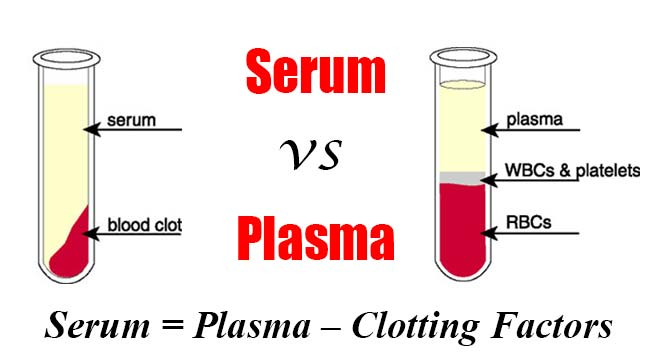 serum
blood clot
Serum
vs
Plasma
plasma
WBCs & platelets
RBCs
Serum = Plasma – Clotting Factors